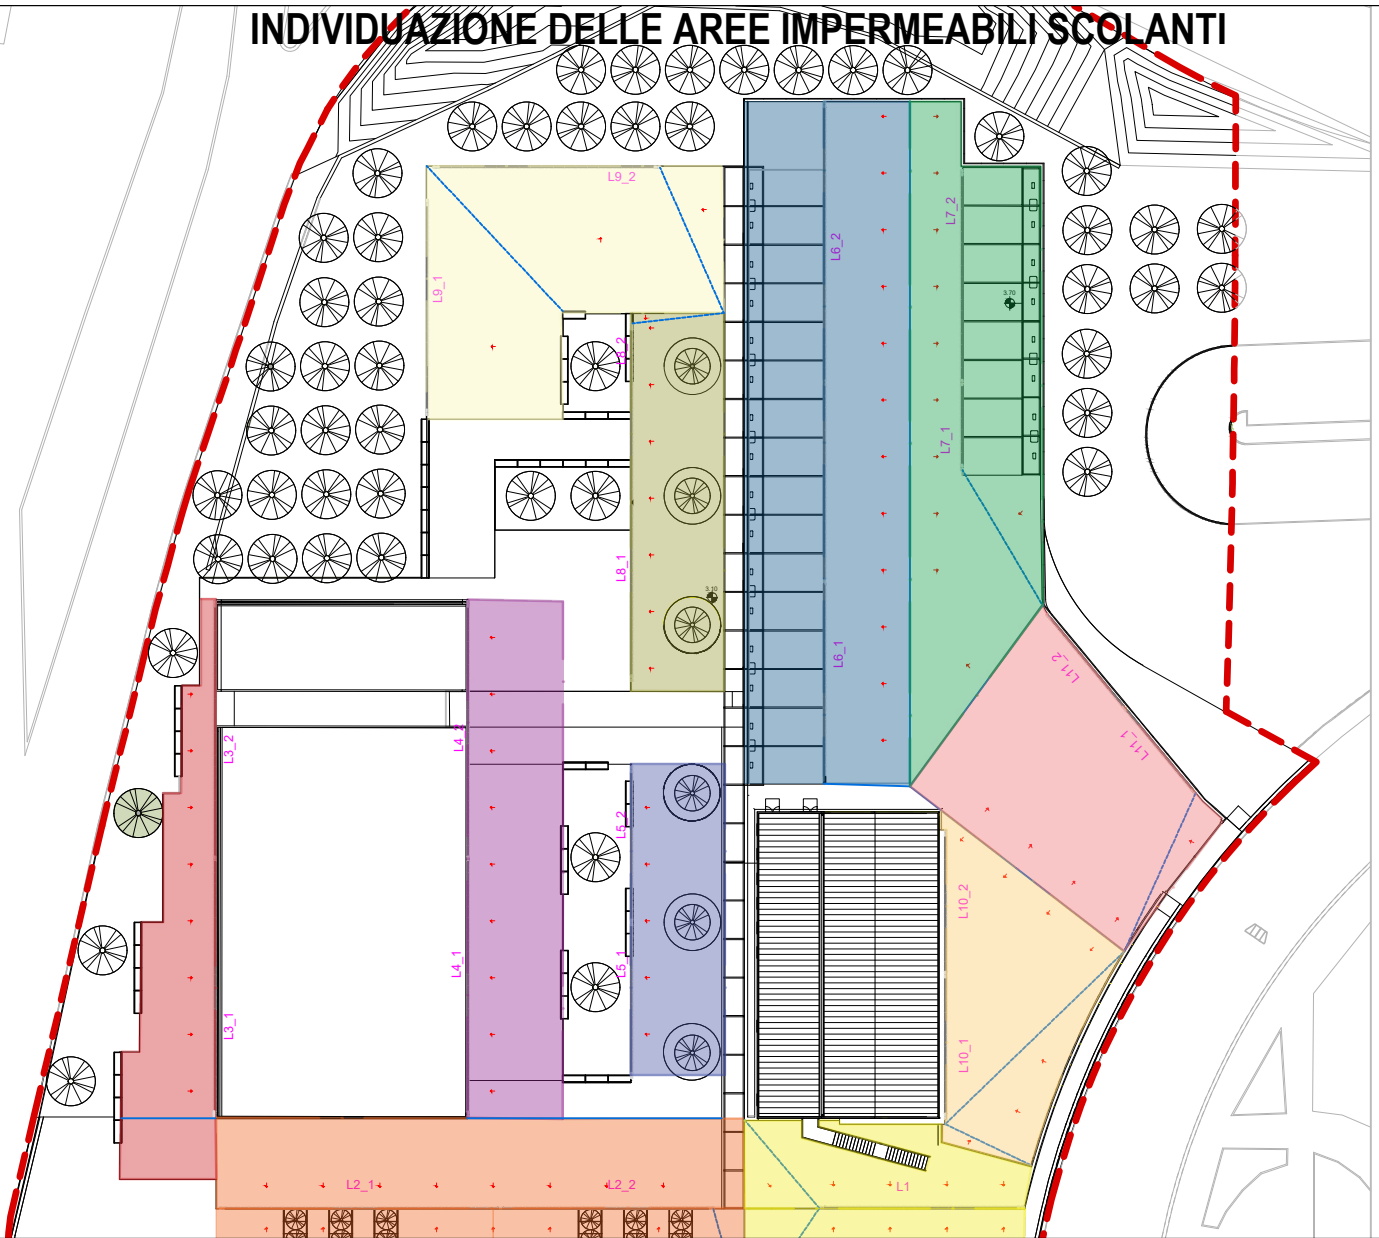 INDIVIDUAZIONE DELLE AREE IMPERMEABILI SCOLANTI
L9_2
L7_2
L6_2
L9_1
3.70
L8_2
L7_1
L8_1
3.10
L6_1
L11_2
L11_1
L3_2
L4_2
L5_2
L10_2
L4_1
L5_1
L3_1
L10_1
L2_1
L2_2
L1